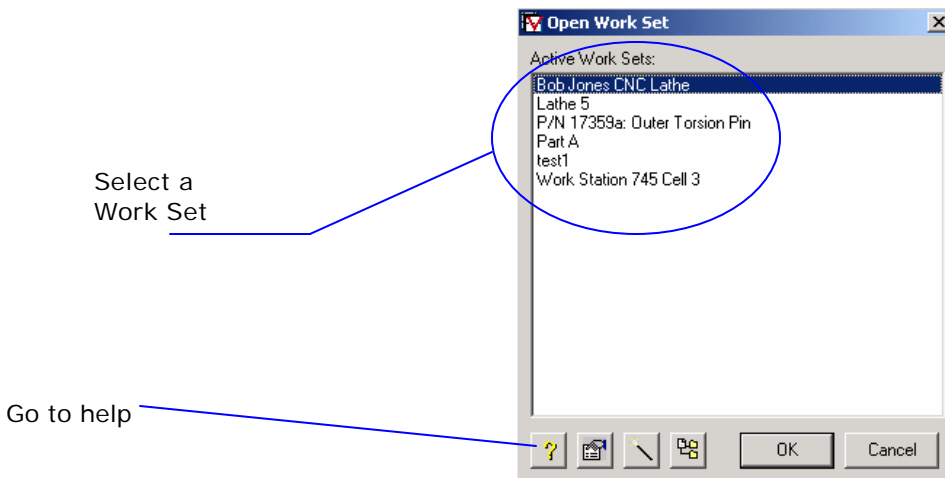 Open Work Set
Active Work Sets:
Bob Jones CNC Lathe
Lathe 5
P/N 17359a: Outer Torsion Pin
Part A
test1
Work Station 745 Cell 3
Select a
Work Set
Go to help
?
OK
Cancel